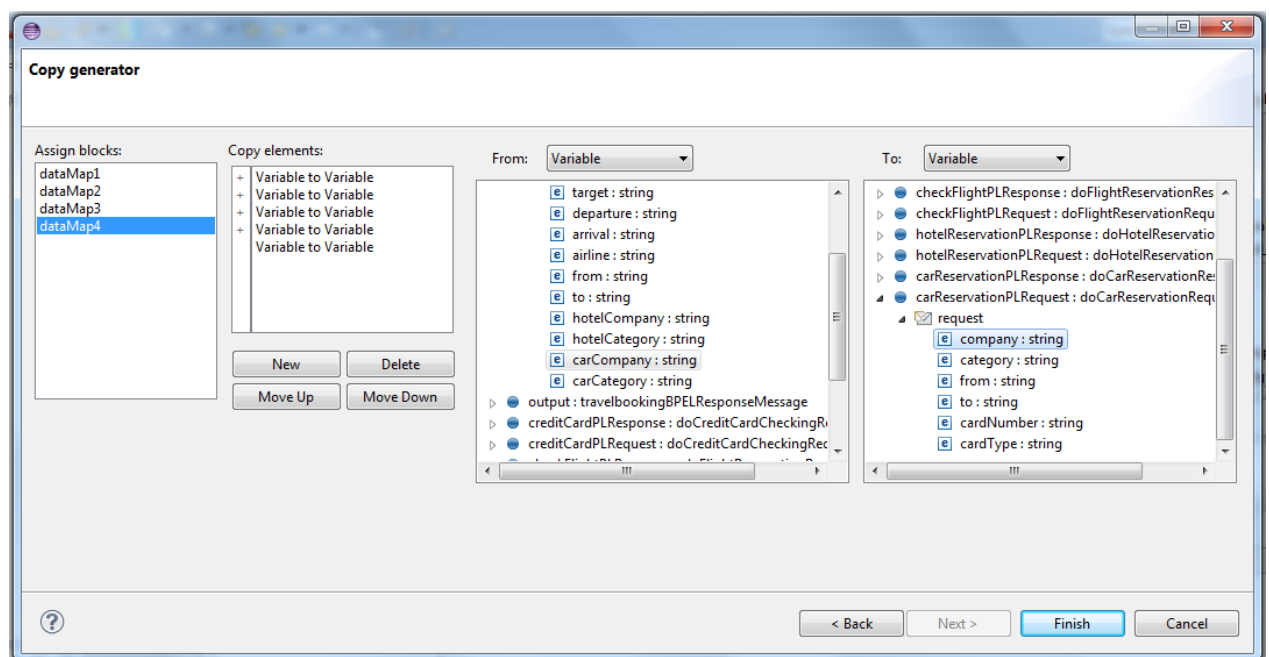 Copy generator
Assign blocks:
dataMap1
dataMap2
dataMap3
dataMap4
Copy elements:
+ Variable to Variable
+ Variable to Variable
+ Variable to Variable
+ Variable to Variable
Variable to Variable
New
Delete
Move Up
Move Down
From:
Variable
target : string
departure : string
arrival : string
airline : string
from : string
to : string
hotelCompany : string
hotelCategory : string
carCompany : string
carCategory : string
output : travelbookingBPELResponseMessage
creditCardPLResponse : doCreditCardCheckingRe
creditCardPLRequest : doCreditCardCheckingRec
To:
Variable
checkFlightPLResponse : doFlightReservationRes
checkFlightPLRequest : doFlightReservationRequ
hotelReservationPLResponse : doHotelReservatio
hotelReservationPLRequest : doHotelReservation
carReservationPLResponse : doCarReservationRe
carReservationPLRequest : doCarReservationRequ
request
company : string
category : string
from : string
to : string
cardNumber : string
cardType : string
?
< Back
Next >
Finish
Cancel